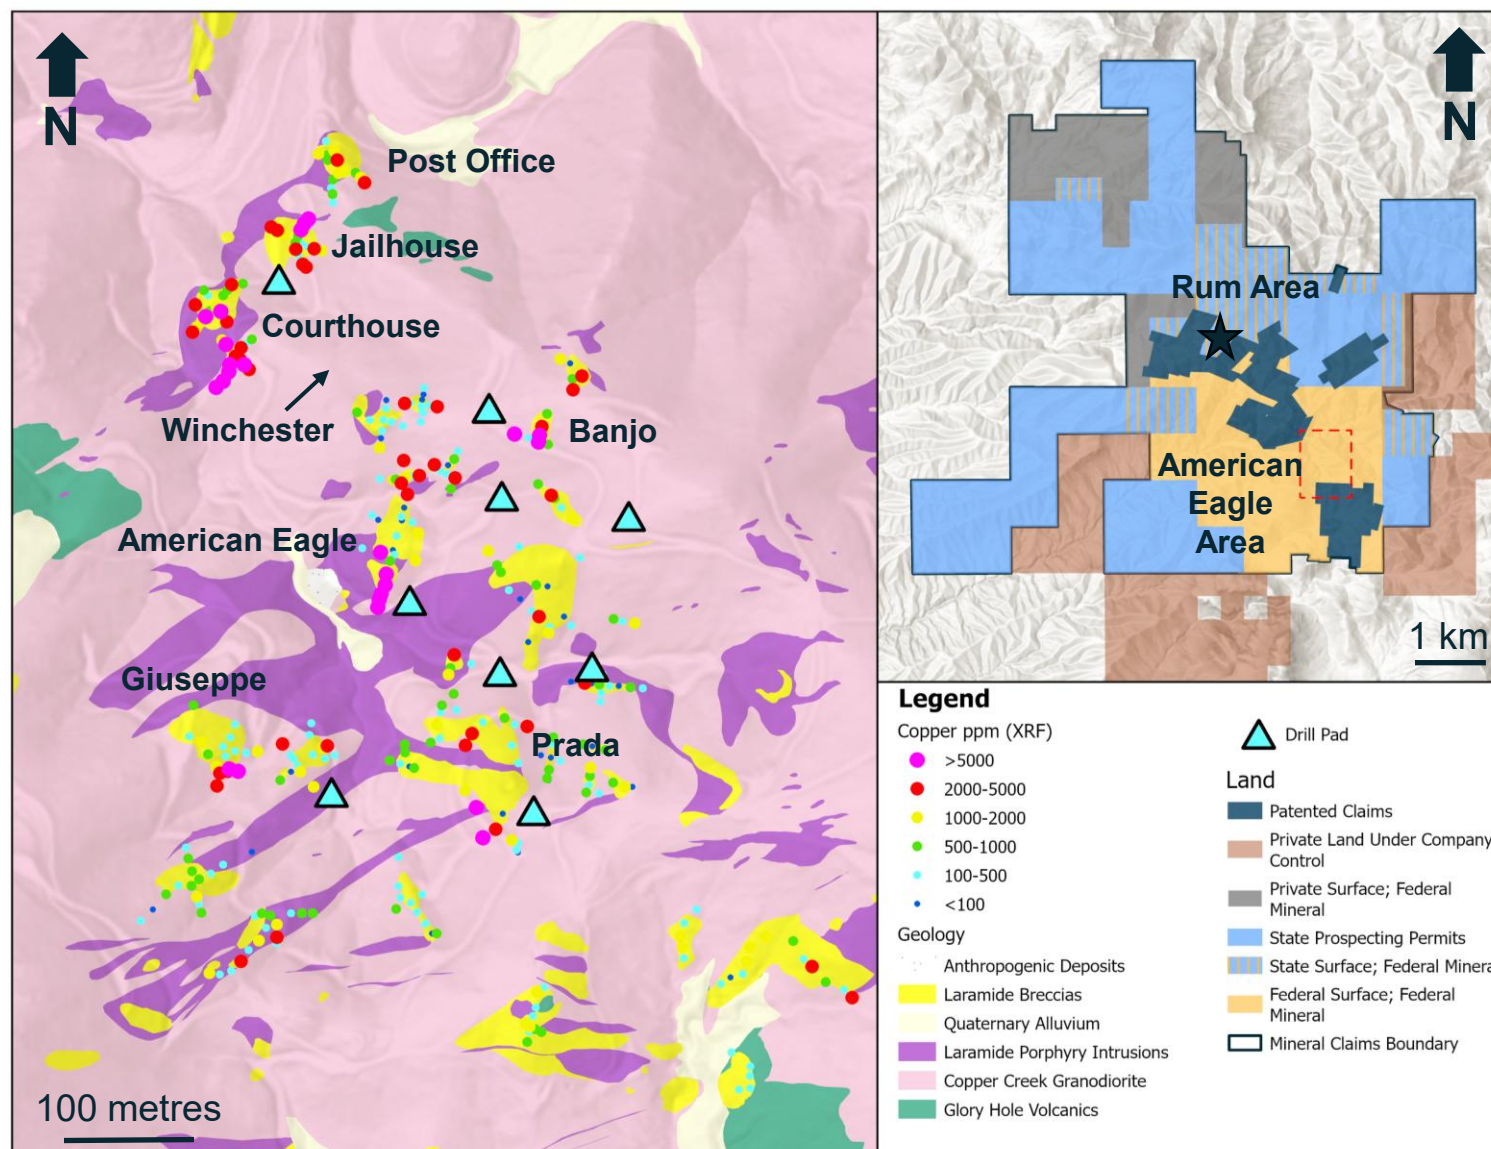 N
Post Office
Jailhouse
Courthouse
Winchester
Banjo
American Eagle
Giuseppe
Prada
100 metres
N
Rum Area
American
Eagle
Area
1 km
Legend
Copper ppm (XRF)
>5000
2000-5000
1000-2000
500-1000
100-500
<100
Geology
Anthropogenic Deposits
Laramide Breccias
Quaternary Alluvium
Laramide Porphyry Intrusions
Copper Creek Granodiorite
Glory Hole Volcanics
Drill Pad
Land
Patented Claims
Private Land Under Company
Control
Private Surface; Federal
Mineral
State Prospecting Permits
State Surface; Federal Minera
Federal Surface; Federal
Mineral
Mineral Claims Boundary